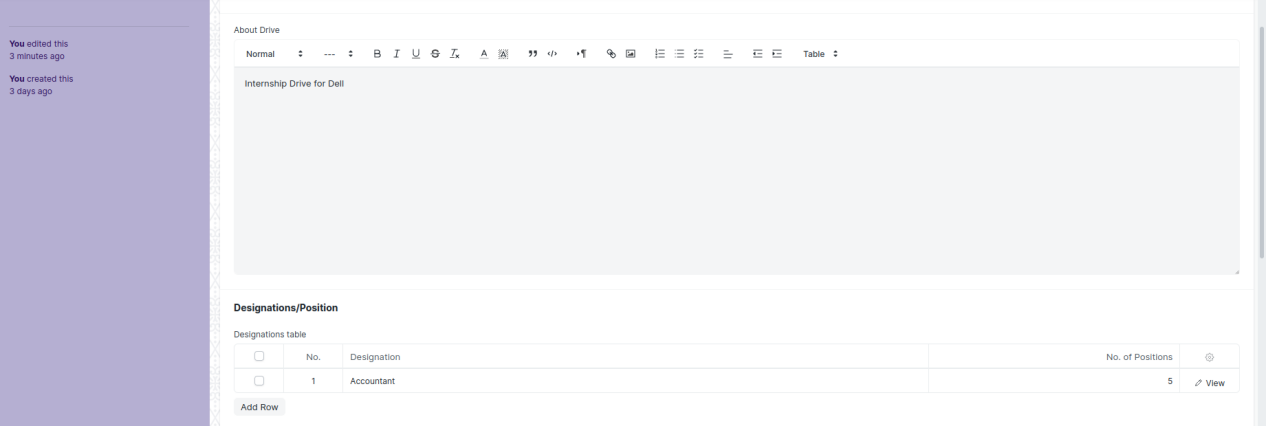 You edited this
3 minutes ago
You created this
3 days ago
About Drive
Normal --- B I U S Tx A A Table
Internship Drive for Dell
Designations/Position
Designations table
No. Designation No. of Positions
1 Accountant 5 View
Add Row